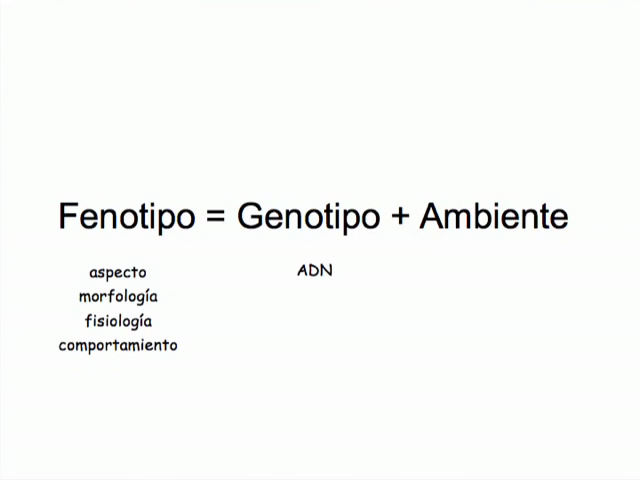 Fenotipo = Genotipo + Ambiente
aspecto ADN
morfología
fisiología
comportamiento